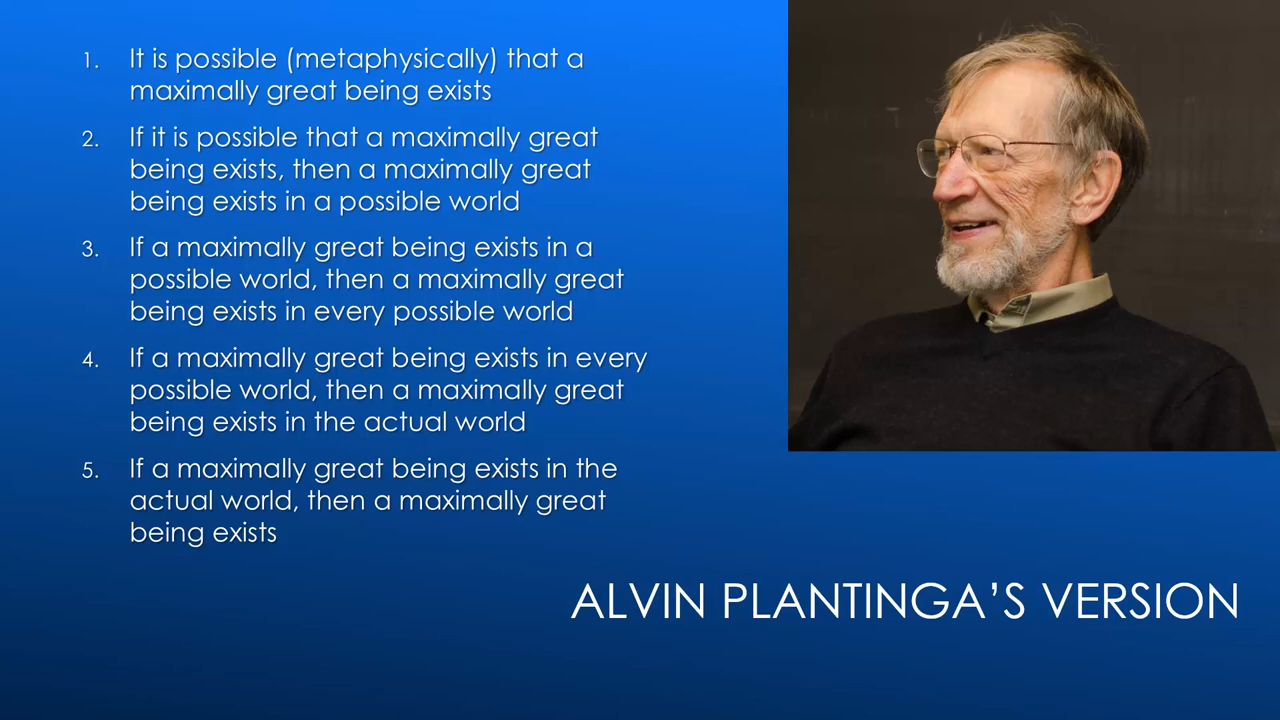 1. It is possible (metaphysically) that a
maximally great being exists
2. If it is possible that a maximally great
being exists, then a maximally great
being exists in a possible world
3. If a maximally great being exists in a
possible world, then a maximally great
being exists in every possible world
4. If a maximally great being exists in every
possible world, then a maximally great
being exists in the actual world
5. If a maximally great being exists in the
actual world, then a maximally great
being exists
ALVIN PLANTINGA’S VERSION